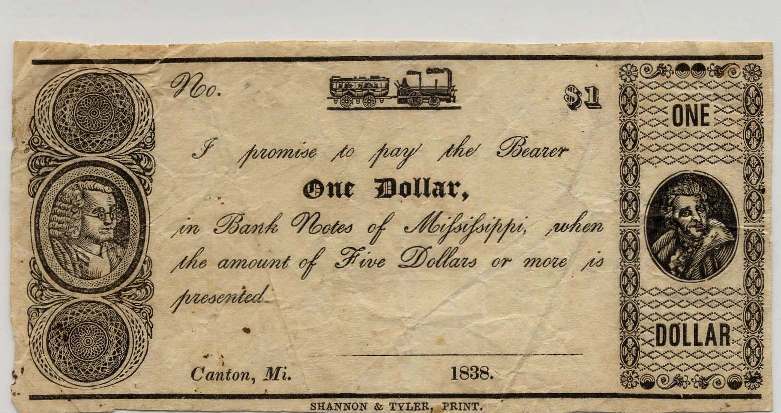 No.
$1
I promise to pay the Bearer
One Dollar,
in Bank Notes of Missisſippi, when
the amount of Five Dollars or more is
presented
Canton, Mi. 1838.
SHANNON & TYLER, PRINT.
ONE
DOLLAR